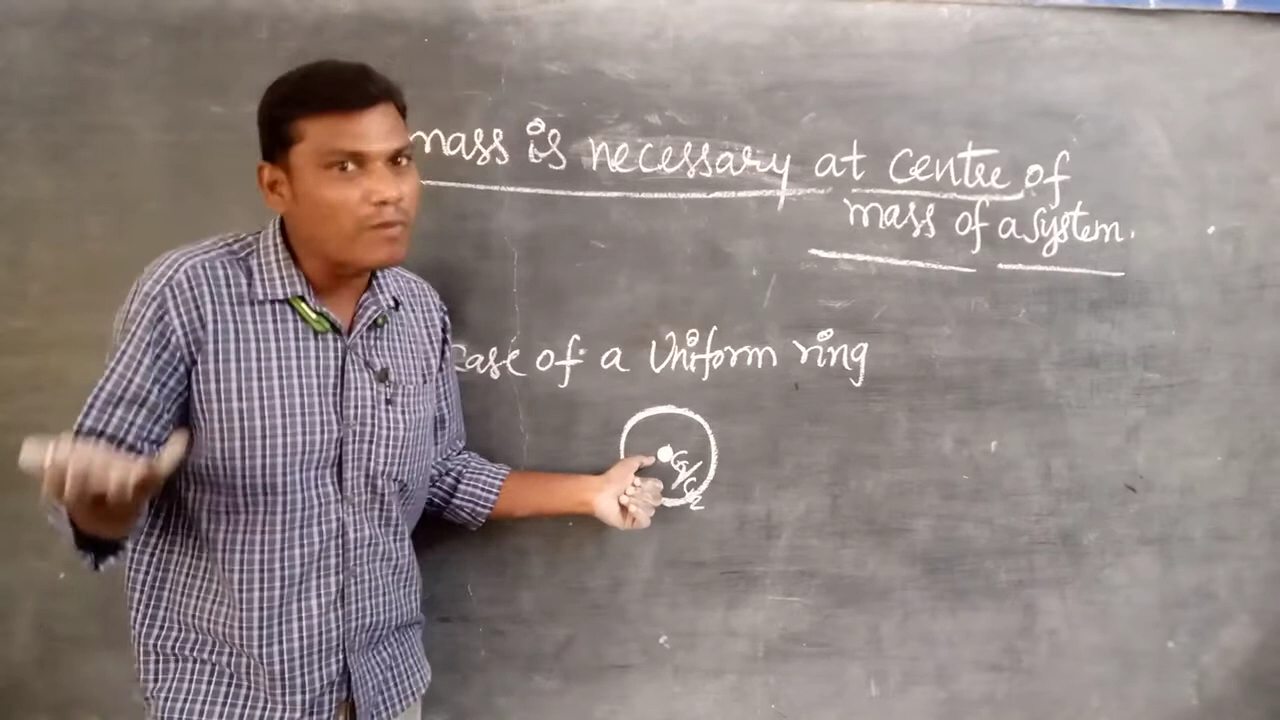 mass is necessary at centre of
mass of a system.
case of a Uniform ring